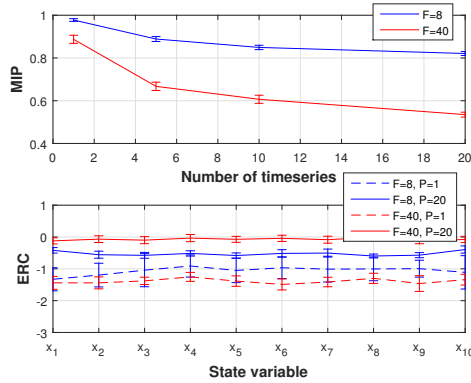 1
0.8
0.6
0.4
MIP
F=8
F=40
0 2 4 6 8 10 12 14 16 18 20
Number of timeseries
F=8, P=1
F=8, P=20
F=40, P=1
F=40, P=20
1
0
-1
-2
-3
ERC
x1 x2 x3 x4 x5 x6 x7 x8 x9 x10
State variable